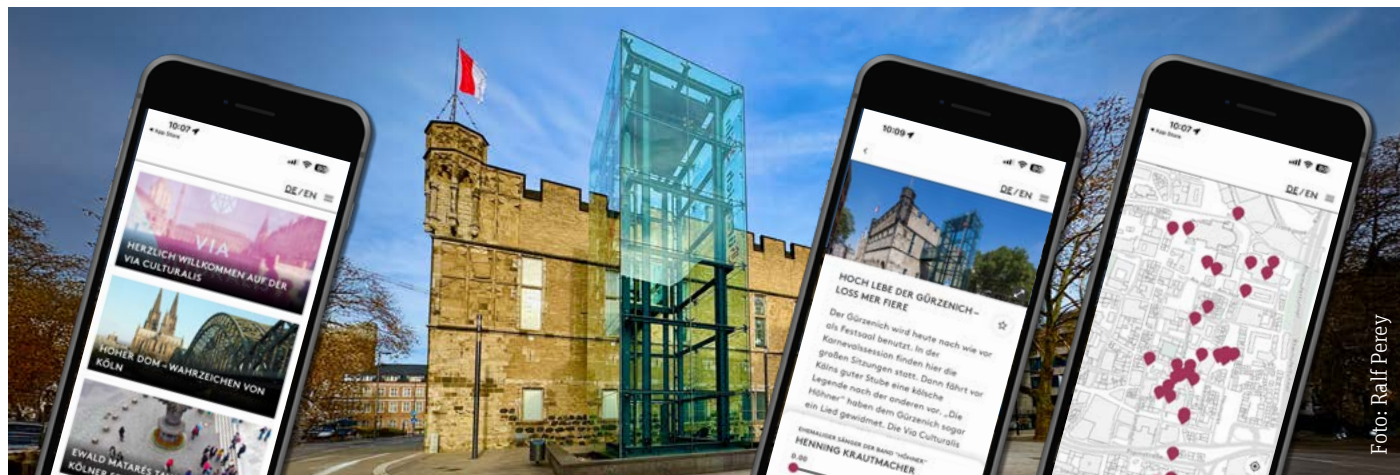 10:07
App Store
DE/EN
VIA
HERZLICH WILLKOMMEN AUF DER
VIA CULTURALIS
HOHER DOM – WAHRZEICHEN VON
KÖLN
EWALD MATARÉS
KÖLNER
10:09
DE/EN
HOCH LEBE DER GÜRZENICH –
LOSS MER FIERE
Der Gürzenich wird heute nach wie vor
als Festsaal benutzt. In der
Karnevalssession finden hier die
großen Sitzungen statt. Dann fährt vor
Kölns guter Stube eine kölsche
Legende nach der anderen vor. „Die
Höhner“ haben dem Gürzenich sogar
ein Lied gewidmet. Die Via Culturalis
EHEMALIGER SÄNGER DER BAND "HÖHNER"
HENNING KRAUTMACHER
0:00
10:07
App Store
DE/EN
Foto: Ralf Perey